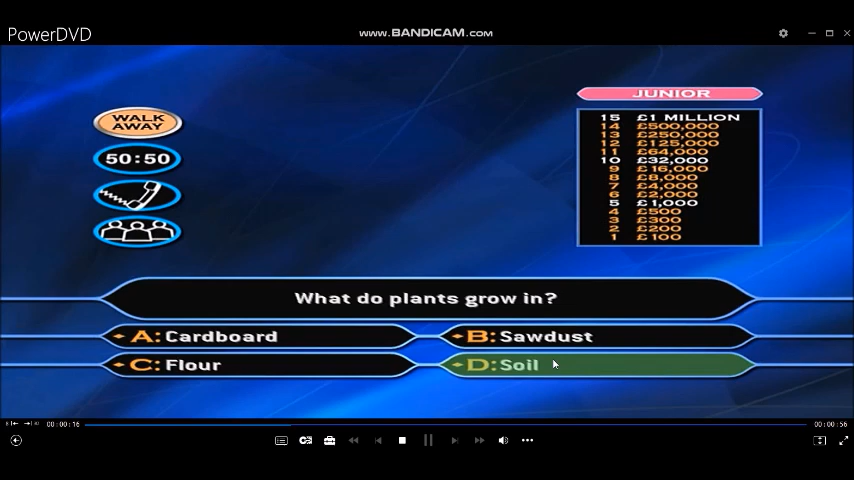 PowerDVD
www.BANDICAM.com
JUNIOR
WALK AWAY
50:50
15 £1 MILLION
14 £500,000
13 £250,000
12 £125,000
11 £64,000
10 £32,000
9 £16,000
8 £8,000
7 £4,000
6 £2,000
5 £1,000
4 £500
3 £300
2 £200
1 £100
What do plants grow in?
A: Cardboard
B: Sawdust
C: Flour
D: Soil
00:00:16
00:00:56